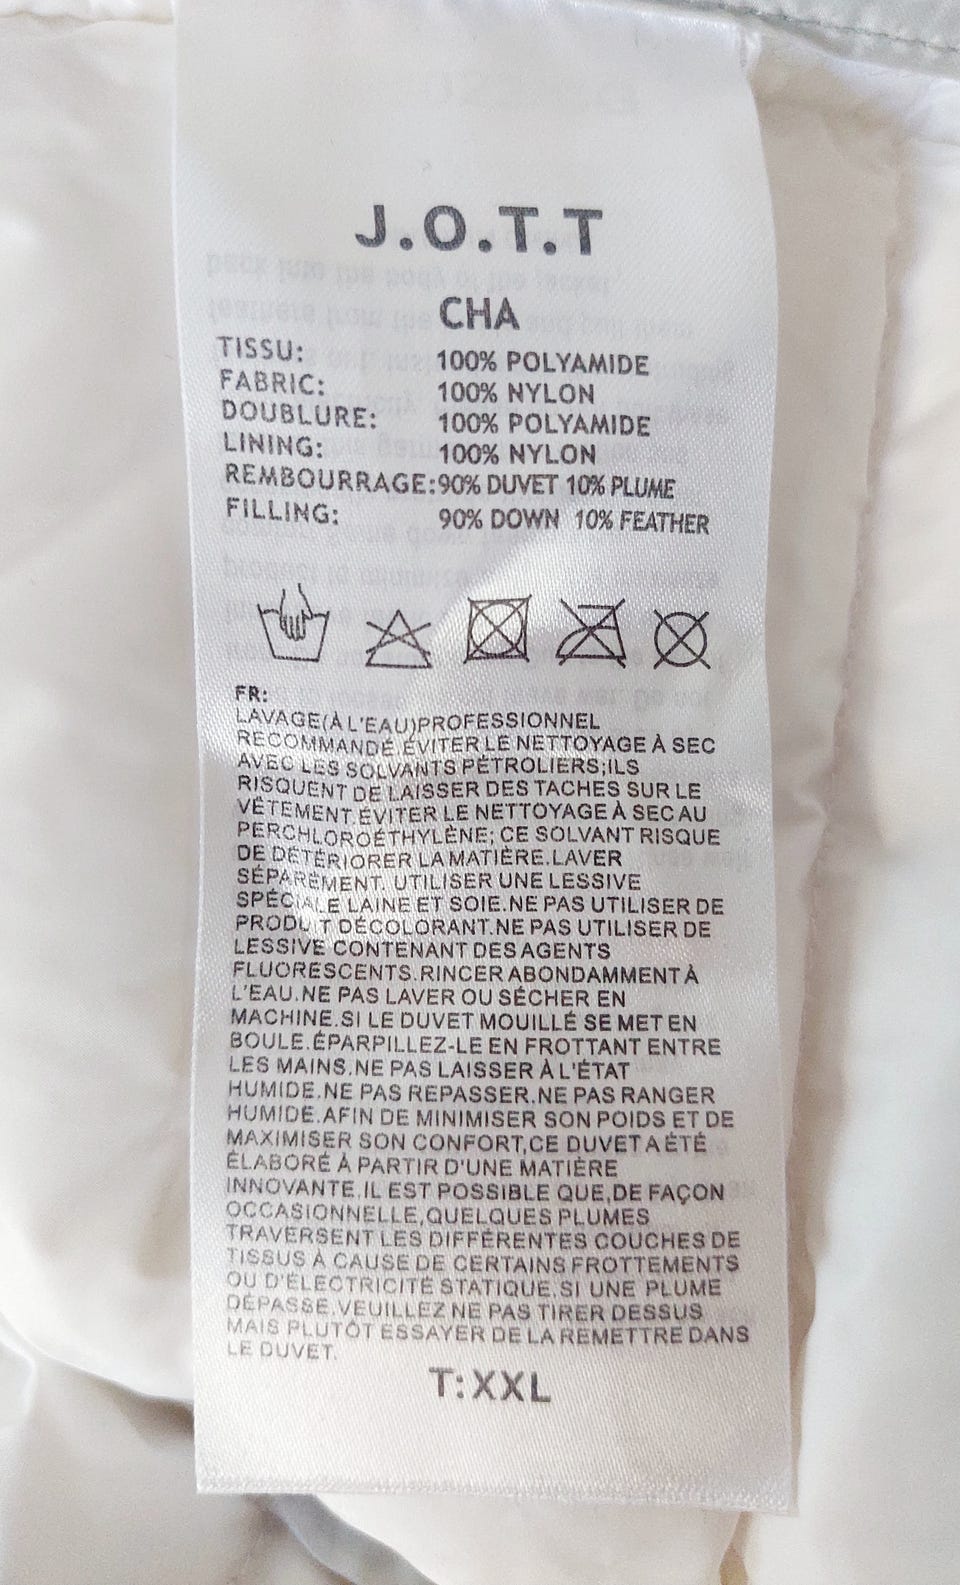 J.O.T.T
CHA
TISSU: 100% POLYAMIDE
FABRIC: 100% NYLON
DOUBLURE: 100% POLYAMIDE
LINING: 100% NYLON
REMBOURRAGE:90% DUVET 10% PLUME
FILLING: 90% DOWN 10% FEATHER
FR:
LAVAGE(À L'EAU)PROFESSIONNEL
RECOMMANDÉ.ÉVITER LE NETTOYAGE À SEC
AVEC LES SOLVANTS PÉTROLIERS;ILS
RISQUENT DE LAISSER DES TACHES SUR LE
VÊTEMENT.ÉVITER LE NETTOYAGE À SEC AU
PERCHLOROÉTHYLÈNE; CE SOLVANT RISQUE
DE DÉTÉRIORER LA MATIÈRE.LAVER
SÉPARÉMENT. UTILISER UNE LESSIVE
SPÉCIALE LAINE ET SOIE.NE PAS UTILISER DE
PRODUIT DÉCOLORANT.NE PAS UTILISER DE
LESSIVE CONTENANT DES AGENTS
FLUORESCENTS.RINCER ABONDAMMENT À
L'EAU.NE PAS LAVER OU SÉCHER EN
MACHINE.SI LE DUVET MOUILLÉ SE MET EN
BOULE.ÉPARPILLEZ-LE EN FROTTANT ENTRE
LES MAINS.NE PAS LAISSER À L'ÉTAT
HUMIDE.NE PAS REPASSER.NE PAS RANGER
HUMIDE.AFIN DE MINIMISER SON POIDS ET DE
MAXIMISER SON CONFORT,CE DUVET A ÉTÉ
ÉLABORÉ À PARTIR D'UNE MATIÈRE
INNOVANTE.IL EST POSSIBLE QUE,DE FAÇON
OCCASIONNELLE,QUELQUES PLUMES
TRAVERSENT LES DIFFÉRENTES COUCHES DE
TISSUS À CAUSE DE CERTAINS FROTTEMENTS
OU D'ÉLECTRICITÉ STATIQUE.SI UNE PLUME
DÉPASSE.VEUILLEZ NE PAS TIRER DESSUS
MAIS PLUTÔT ESSAYER DE LA REMETTRE DANS
LE DUVET.
T:XXL